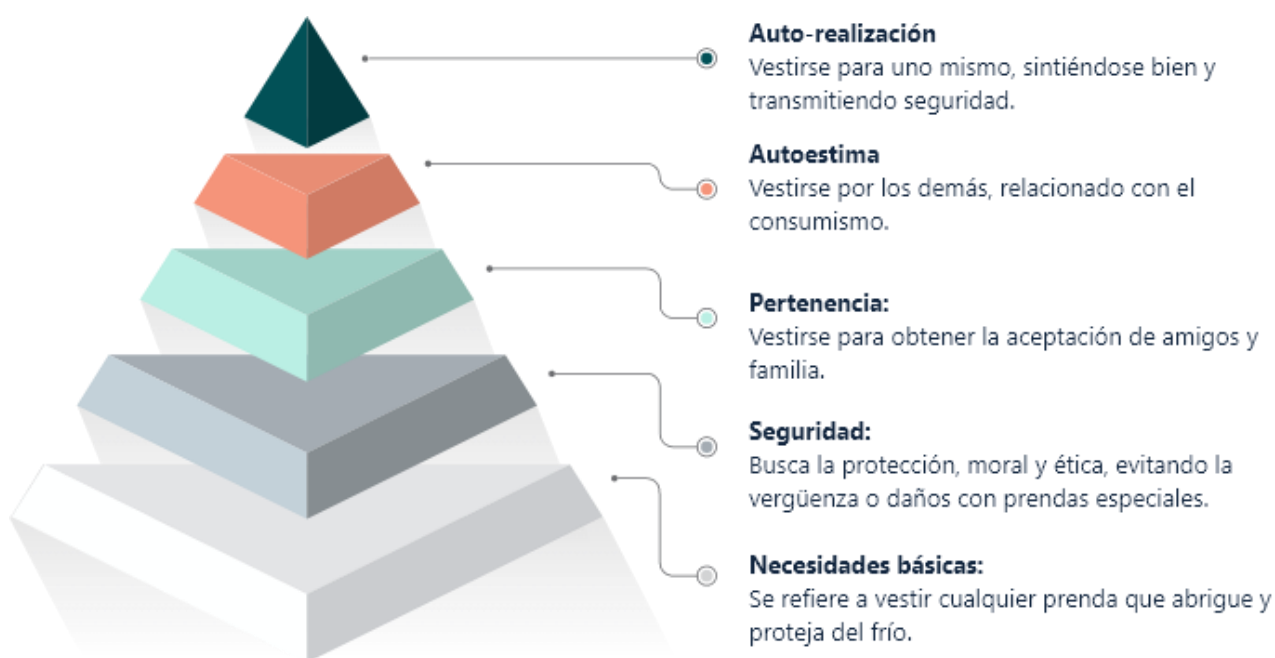 Auto-realización
Vestirse para uno mismo, sintiéndose bien y
transmitiendo seguridad.
Autoestima
Vestirse por los demás, relacionado con el
consumismo.
Pertenencia:
Vestirse para obtener la aceptación de amigos y
familia.
Seguridad:
Busca la protección, moral y ética, evitando la
vergüenza o daños con prendas especiales.
Necesidades básicas:
Se refiere a vestir cualquier prenda que abrigue y
proteja del frío.